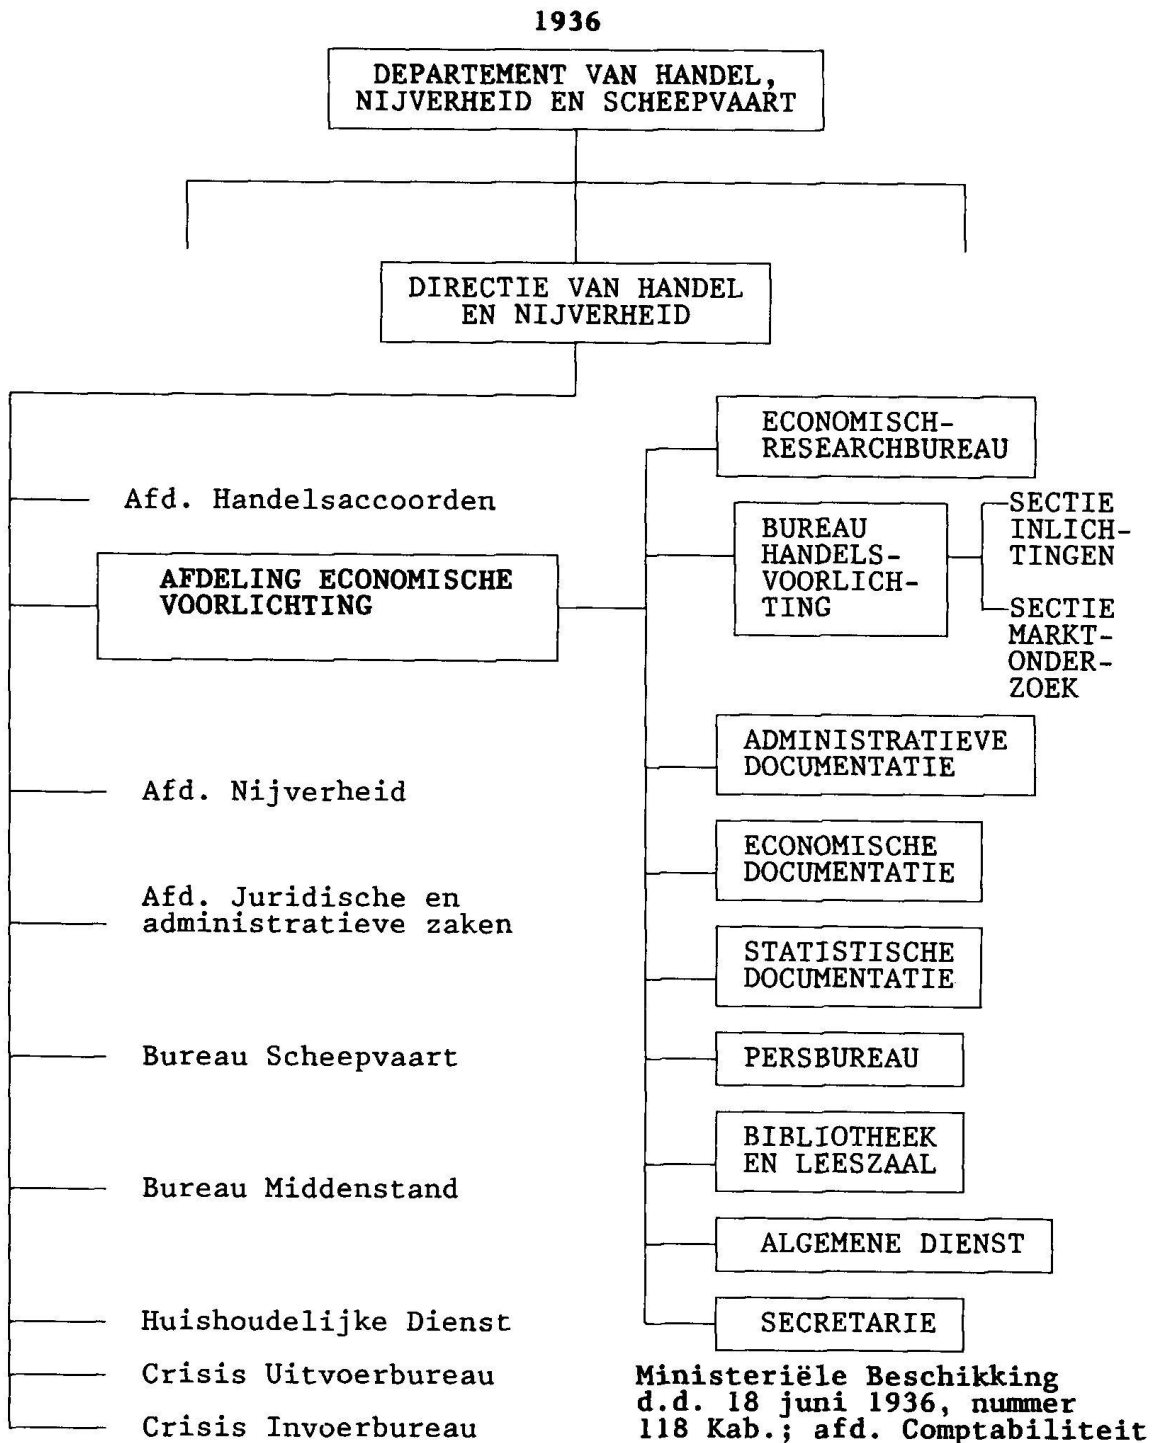 1936
DEPARTEMENT VAN HANDEL,
NIJVERHEID EN SCHEEPVAART
DIRECTIE VAN HANDEL
EN NIJVERHEID
Afd. Handelsaccoorden
AFDELING ECONOMISCHE
VOORLICHTING
Afd. Nijverheid
Afd. Juridische en
administratieve zaken
Bureau Scheepvaart
Bureau Middenstand
Huishoudelijke Dienst
Crisis Uitvoerbureau
Crisis Invoerbureau
ECONOMISCH-
RESEARCHBUREAU
BUREAU
HANDELS-
VOORLICH-
TING
SECTIE
INLICH-
TINGEN
SECTIE
MARKT-
ONDER-
ZOEK
ADMINISTRATIEVE
DOCUMENTATIE
ECONOMISCHE
DOCUMENTATIE
STATISTISCHE
DOCUMENTATIE
PERSBUREAU
BIBLIOTHEEK
EN LEESZAAL
ALGEMENE DIENST
SECRETARIE
Ministeriële Beschikking
d.d. 18 juni 1936, nummer
118 Kab.; afd. Comptabiliteit